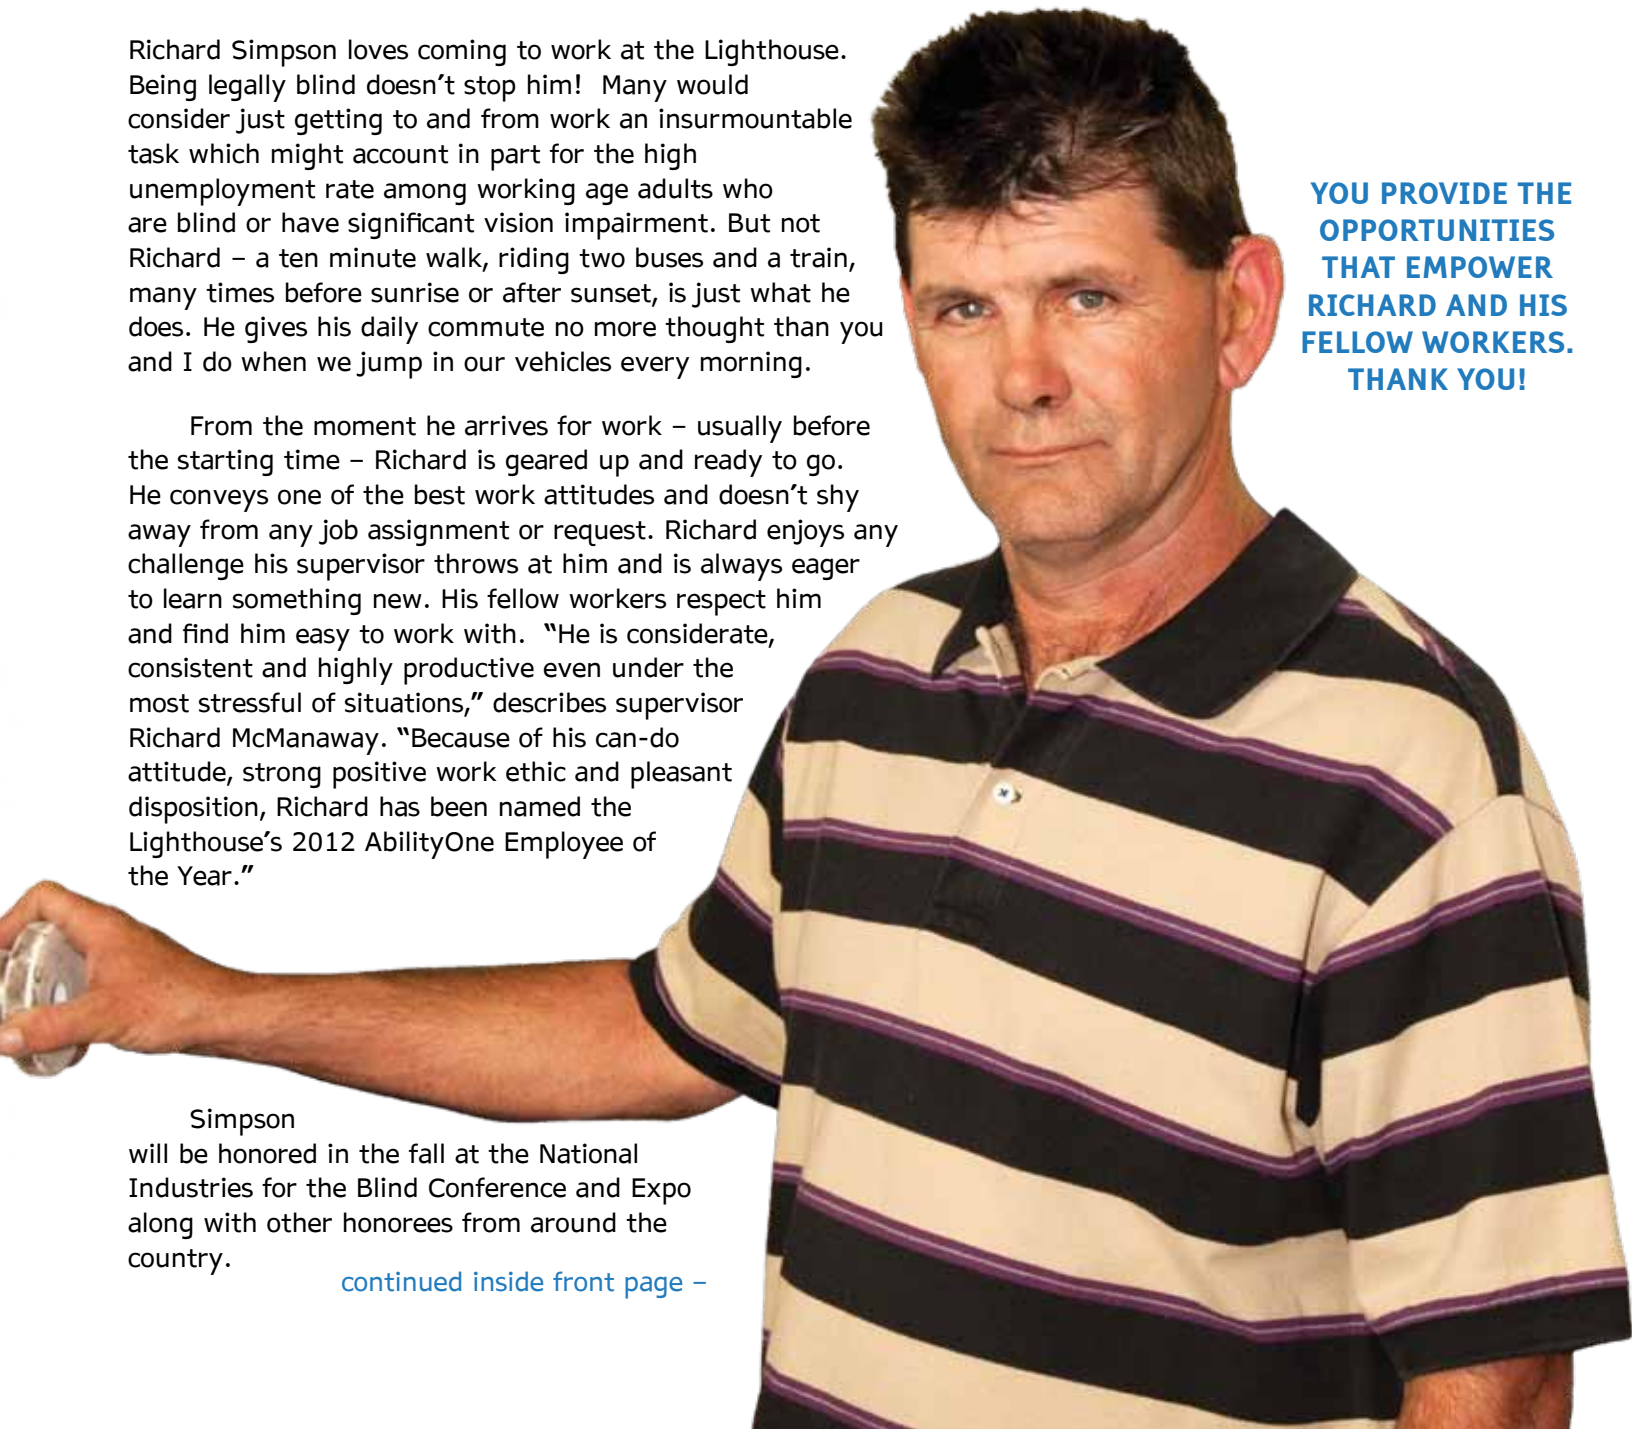 Richard Simpson loves coming to work at the Lighthouse.
Being legally blind doesn't stop him!  Many would
consider just getting to and from work an insurmountable
task which might account in part for the high
unemployment rate among working age adults who
are blind or have significant vision impairment. But not
Richard – a ten minute walk, riding two buses and a train,
many times before sunrise or after sunset, is just what he
does. He gives his daily commute no more thought than you
and I do when we jump in our vehicles every morning.
From the moment he arrives for work – usually before
the starting time – Richard is geared up and ready to go.
He conveys one of the best work attitudes and doesn't shy
away from any job assignment or request. Richard enjoys any
challenge his supervisor throws at him and is always eager
to learn something new. His fellow workers respect him
and find him easy to work with.  "He is considerate,
consistent and highly productive even under the
most stressful of situations," describes supervisor
Richard McManaway. "Because of his can-do
attitude, strong positive work ethic and pleasant
disposition, Richard has been named the
Lighthouse's 2012 AbilityOne Employee of
the Year."
Simpson
will be honored in the fall at the National
Industries for the Blind Conference and Expo
along with other honorees from around the
country.
continued inside front page –
YOU PROVIDE THE
OPPORTUNITIES
THAT EMPOWER
RICHARD AND HIS
FELLOW WORKERS.
THANK YOU!